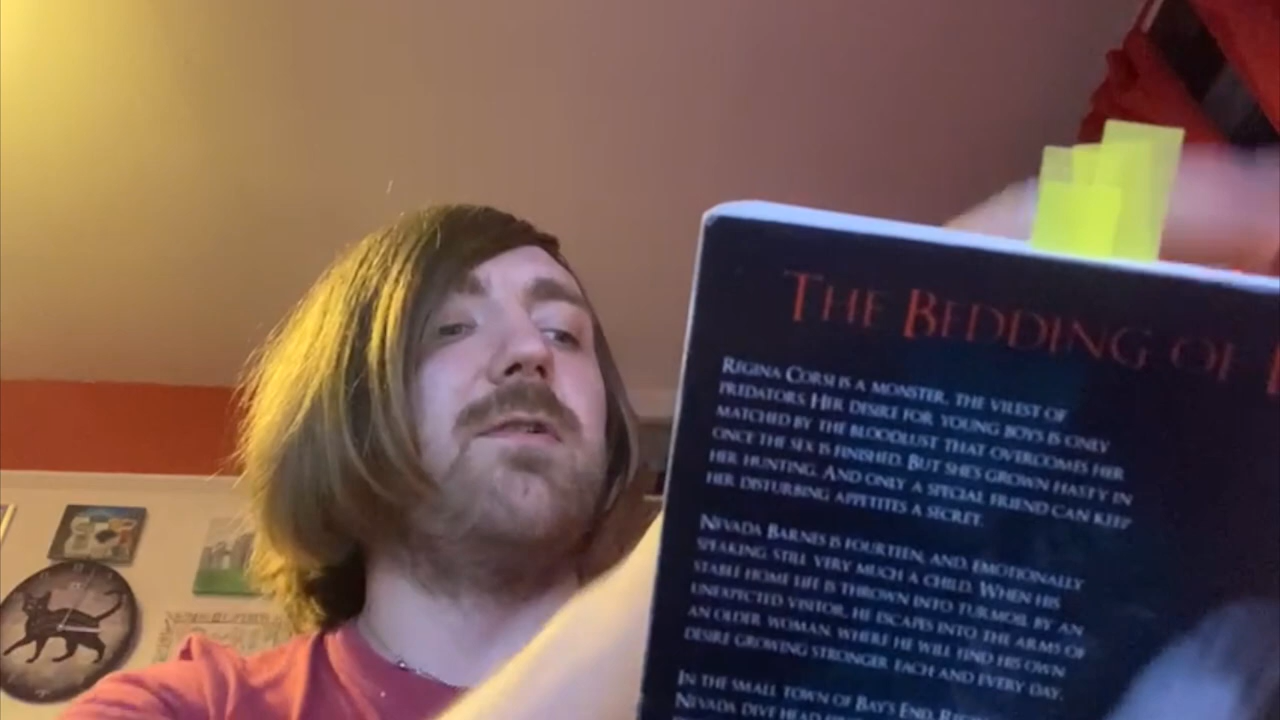 THE BEDDING OF
REGINA CORSI IS A MONSTER, THE VILEST OF
PREDATORS. HER DESIRE FOR YOUNG BOYS IS ONLY
MATCHED BY THE BLOODLUST THAT OVERCOMES HER
ONCE THE SEX IS FINISHED. BUT SHE'S GROWN HASTY IN
HER HUNTING. AND ONLY A SPECIAL FRIEND CAN KEEP
HER DISTURBING APPETITES A SECRET.
NEVADA BARNES IS FOURTEEN, AND, EMOTIONALLY
SPEAKING, STILL VERY MUCH A CHILD. WHEN HIS
STABLE HOME LIFE IS THROWN INTO TURMOIL BY AN
UNEXPECTED VISITOR, HE ESCAPES INTO THE ARMS OF
AN OLDER WOMAN. WHERE HE WILL FIND HIS OWN
DESIRE GROWING STRONGER EACH AND EVERY DAY.
IN THE SMALL TOWN OF BAY'S END,
NEVADA DIVE HEAD